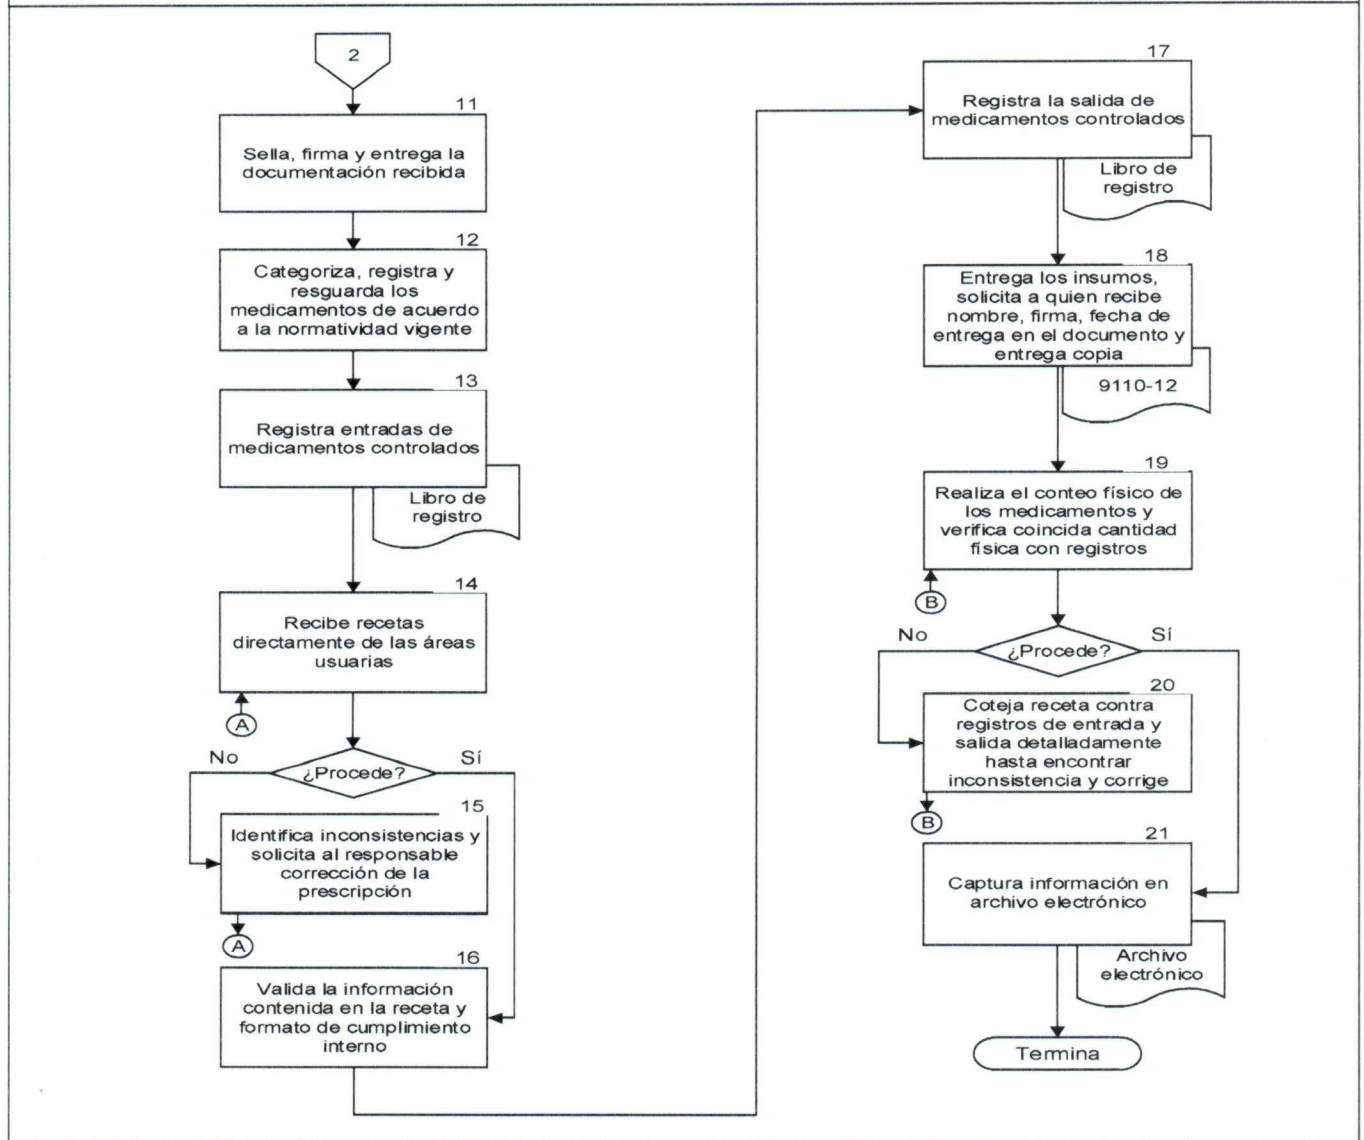 2
11
Sella, firma y entrega la
documentación recibida
12
Categoriza, registra y
resguarda los
medicamentos de acuerdo
a la normatividad vigente
13
Registra entradas de
medicamentos controlados
Libro de
registro
14
Recibe recetas
directamente de las áreas
usuarias
A
¿Procede?
No
Sí
15
Identifica inconsistencias y
solicita al responsable
corrección de la
prescripción
A
16
Valida la información
contenida en la receta y
formato de cumplimiento
interno
17
Registra la salida de
medicamentos controlados
Libro de
registro
18
Entrega los insumos,
solicita a quien recibe
nombre, firma, fecha de
entrega en el documento y
entrega copia
9110-12
19
Realiza el conteo físico de
los medicamentos y
verifica coincida cantidad
física con registros
B
No
Sí
¿Procede?
20
Coteja receta contra
registros de entrada y
salida detalladamente
hasta encontrar
inconsistencia y corrige
B
21
Captura información en
archivo electrónico
Archivo
electrónico
Termina